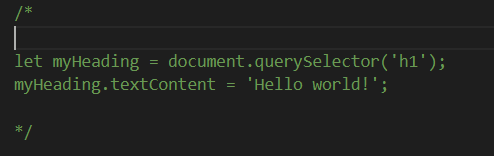 /*
let myHeading = document.querySelector('h1');
myHeading.textContent = 'Hello world!';
*/